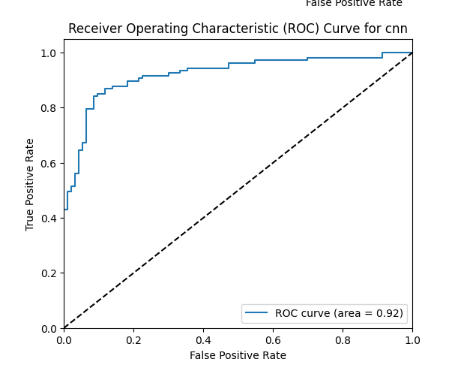 False Positive Rate
Receiver Operating Characteristic (ROC) Curve for cnn
1.0
0.8
0.6
0.4
0.2
0.0
True Positive Rate
ROC curve (area = 0.92)
0.0 0.2 0.4 0.6 0.8 1.0
False Positive Rate